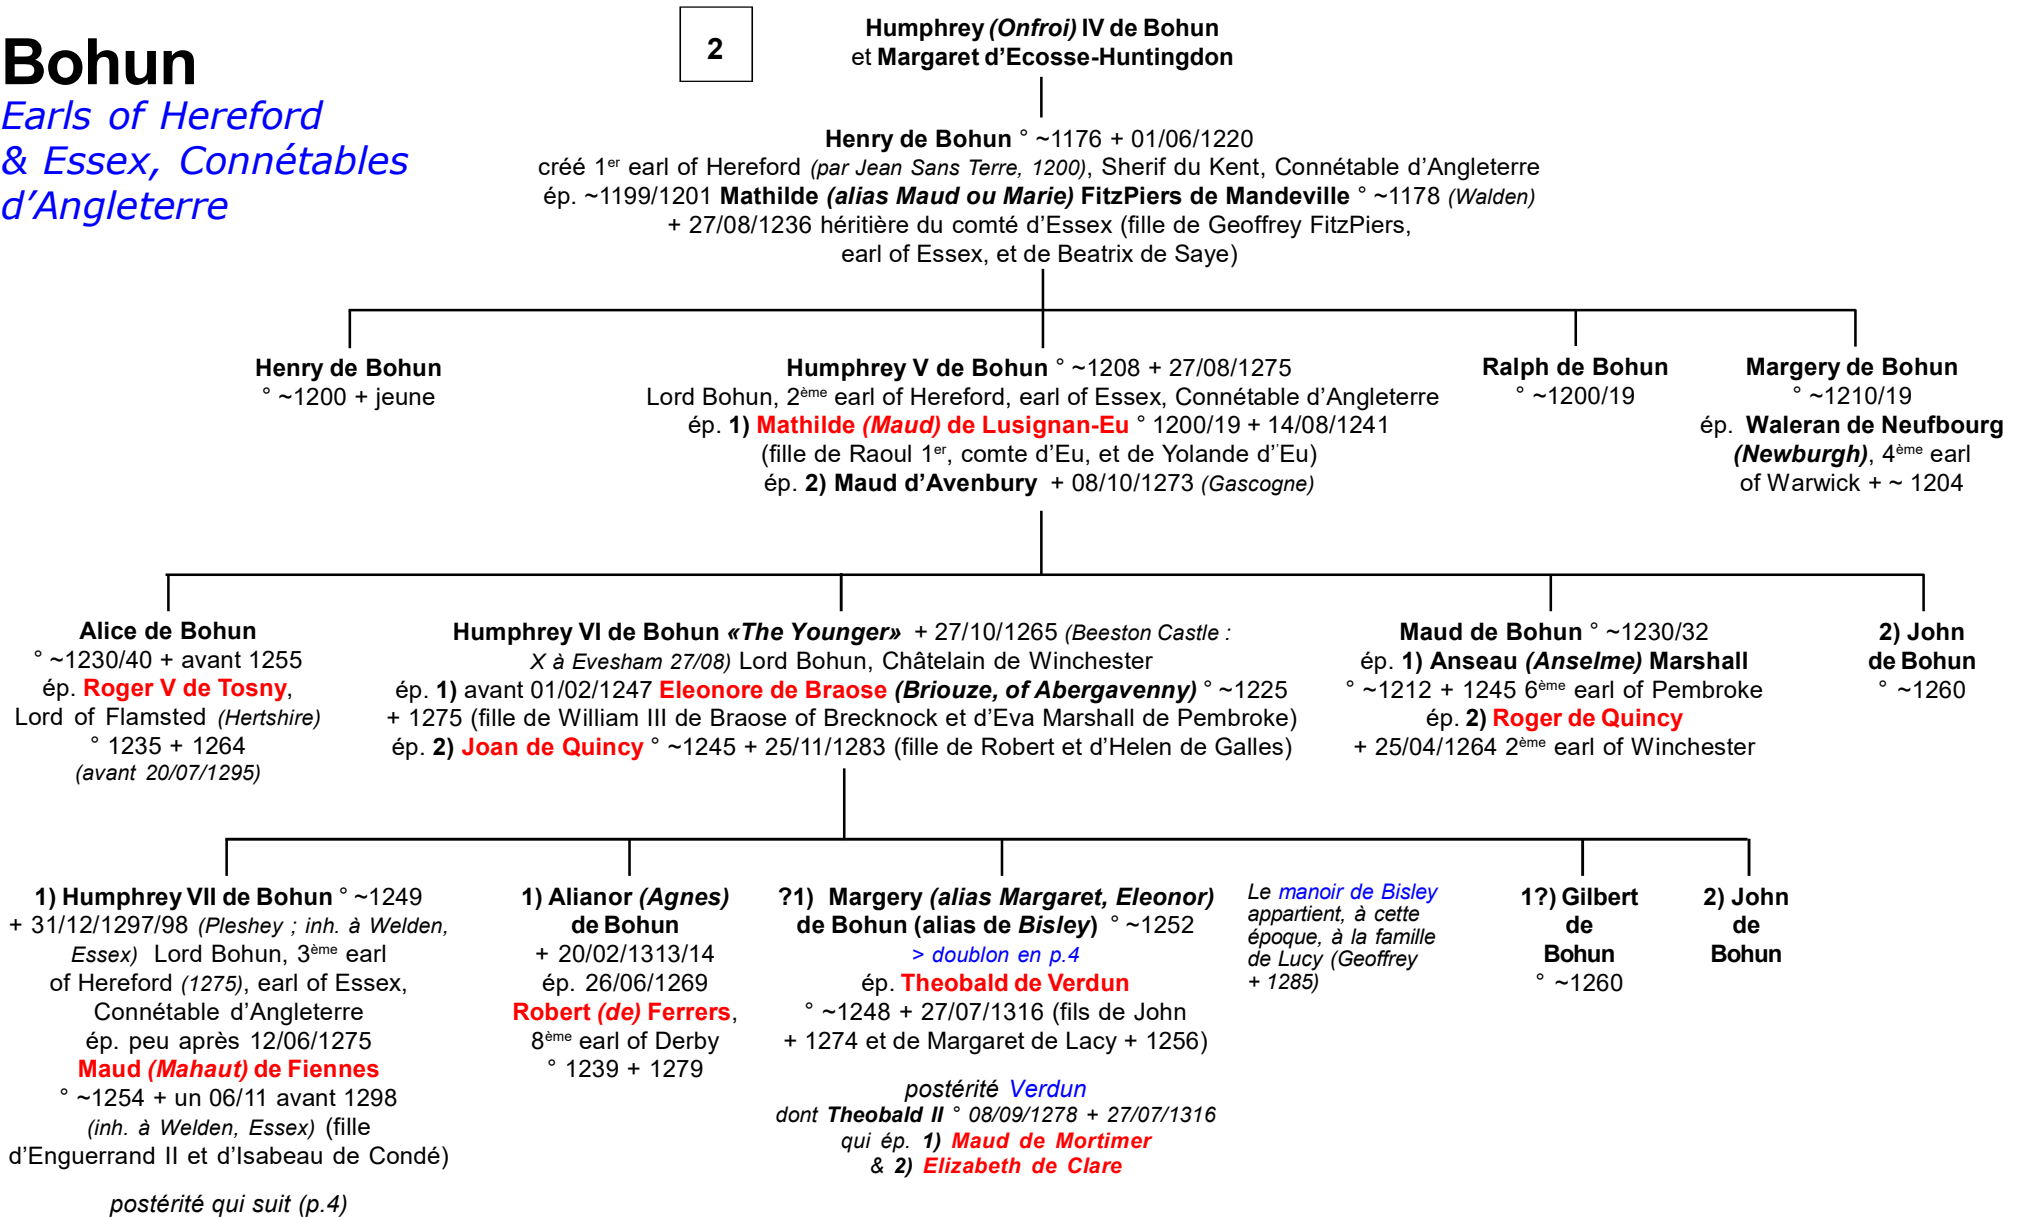 Bohun
Earls of Hereford
& Essex, Connétables
d’Angleterre
2
Humphrey (Onfroi) IV de Bohun
et Margaret d’Ecosse-Huntingdon
Henry de Bohun ° ~1176 + 01/06/1220
créé 1er earl of Hereford (par Jean Sans Terre, 1200), Sherif du Kent, Connétable d’Angleterre
ép. ~1199/1201 Mathilde (alias Maud ou Marie) FitzPiers de Mandeville ° ~1178 (Walden)
+ 27/08/1236 héritière du comté d’Essex (fille de Geoffrey FitzPiers,
earl of Essex, et de Beatrix de Saye)
Henry de Bohun
° ~1200 + jeune
Humphrey V de Bohun ° ~1208 + 27/08/1275
Lord Bohun, 2ème earl of Hereford, earl of Essex, Connétable d’Angleterre
ép. 1) Mathilde (Maud) de Lusignan-Eu ° 1200/19 + 14/08/1241
(fille de Raoul 1er, comte d’Eu, et de Yolande d’Eu)
ép. 2) Maud d’Avenbury + 08/10/1273 (Gascogne)
Ralph de Bohun
° ~1200/19
Margery de Bohun
° ~1210/19
ép. Waleran de Neufbourg
(Newburgh), 4ème earl
of Warwick + ~ 1204
Alice de Bohun
° ~1230/40 + avant 1255
ép. Roger V de Tosny,
Lord of Flamsted (Hertshire)
° 1235 + 1264
(avant 20/07/1295)
Humphrey VI de Bohun «The Younger» + 27/10/1265 (Beeston Castle :
X à Evesham 27/08) Lord Bohun, Châtelain de Winchester
ép. 1) avant 01/02/1247 Eleonore de Braose (Briouze, of Abergavenny) ° ~1225
+ 1275 (fille de William III de Braose of Brecknock et d’Eva Marshall de Pembroke)
ép. 2) Joan de Quincy ° ~1245 + 25/11/1283 (fille de Robert et d’Helen de Galles)
Maud de Bohun ° ~1230/32
ép. 1) Anseau (Anselme) Marshall
° ~1212 + 1245 6ème earl of Pembroke
ép. 2) Roger de Quincy
+ 25/04/1264 2ème earl of Winchester
2) John
de Bohun
° ~1260
1) Humphrey VII de Bohun ° ~1249
+ 31/12/1297/98 (Pleshey ; inh. à Welden,
Essex) Lord Bohun, 3ème earl
of Hereford (1275), earl of Essex,
Connétable d’Angleterre
ép. peu après 12/06/1275
Maud (Mahaut) de Fiennes
° ~1254 + un 06/11 avant 1298
(inh. à Welden, Essex) (fille
d’Enguerrand II et d’Isabeau de Condé)
postérité qui suit (p.4)
1) Alianor (Agnes)
de Bohun
+ 20/02/1313/14
ép. 26/06/1269
Robert (de) Ferrers,
8ème earl of Derby
° 1239 + 1279
?1) Margery (alias Margaret, Eleonor)
de Bohun (alias de Bisley) ° ~1252
> doublon en p.4
ép. Theobald de Verdun
° ~1248 + 27/07/1316 (fils de John
+ 1274 et de Margaret de Lacy + 1256)
postérité Verdun
dont Theobald II ° 08/09/1278 + 27/07/1316
qui ép. 1) Maud de Mortimer
& 2) Elizabeth de Clare
Le manoir de Bisley
appartient, à cette
époque, à la famille
de Lucy (Geoffrey
+ 1285)
1?) Gilbert
de
Bohun
° ~1260
2) John
de
Bohun